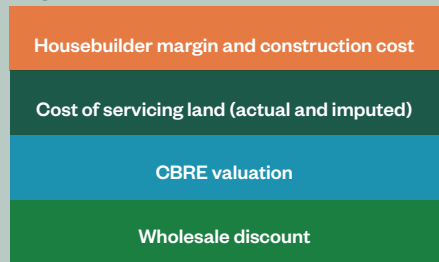 Housebuilder margin and construction cost
Cost of servicing land (actual and imputed)
CBRE valuation
Wholesale discount